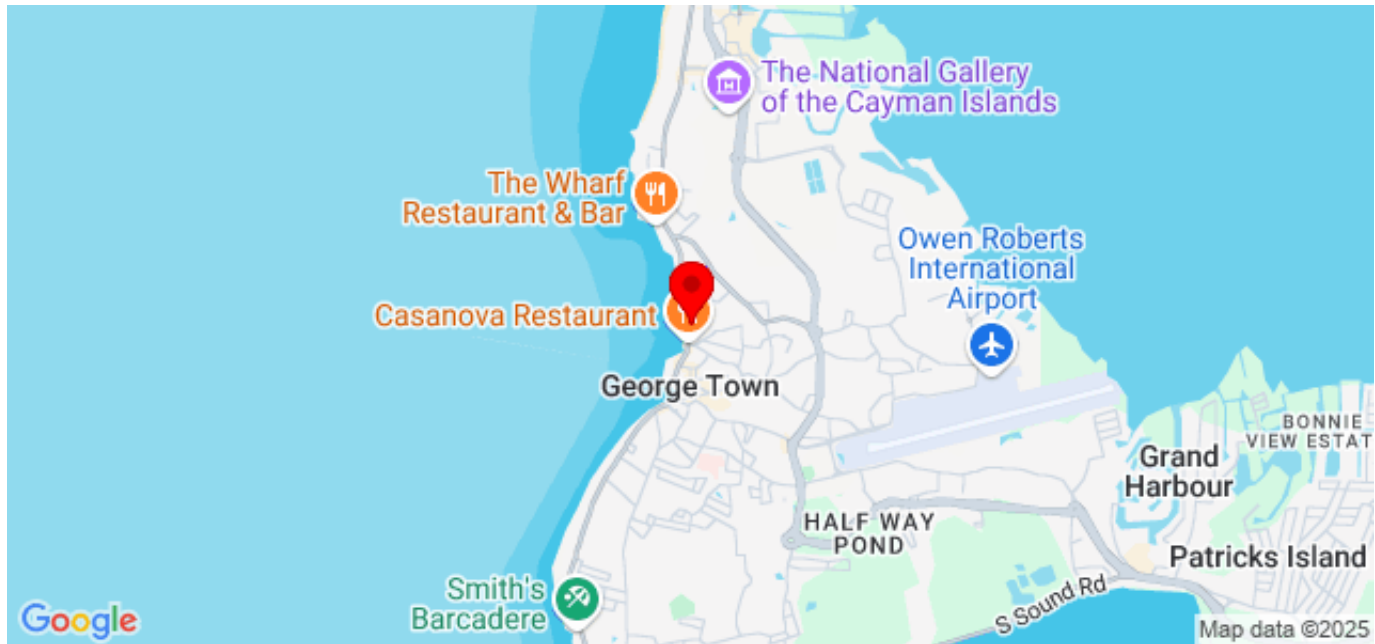 The National Gallery
of the Cayman Islands
The Wharf
Restaurant & Bar
Owen Roberts
International
Airport
Casanova Restaurant
George Town
BONNIE
VIEW ESTAT
Grand
Harbour
HALF WAY
POND
Patricks Island
Smith's
Barcadere
S Sound Rd
Google
Map data ©2025